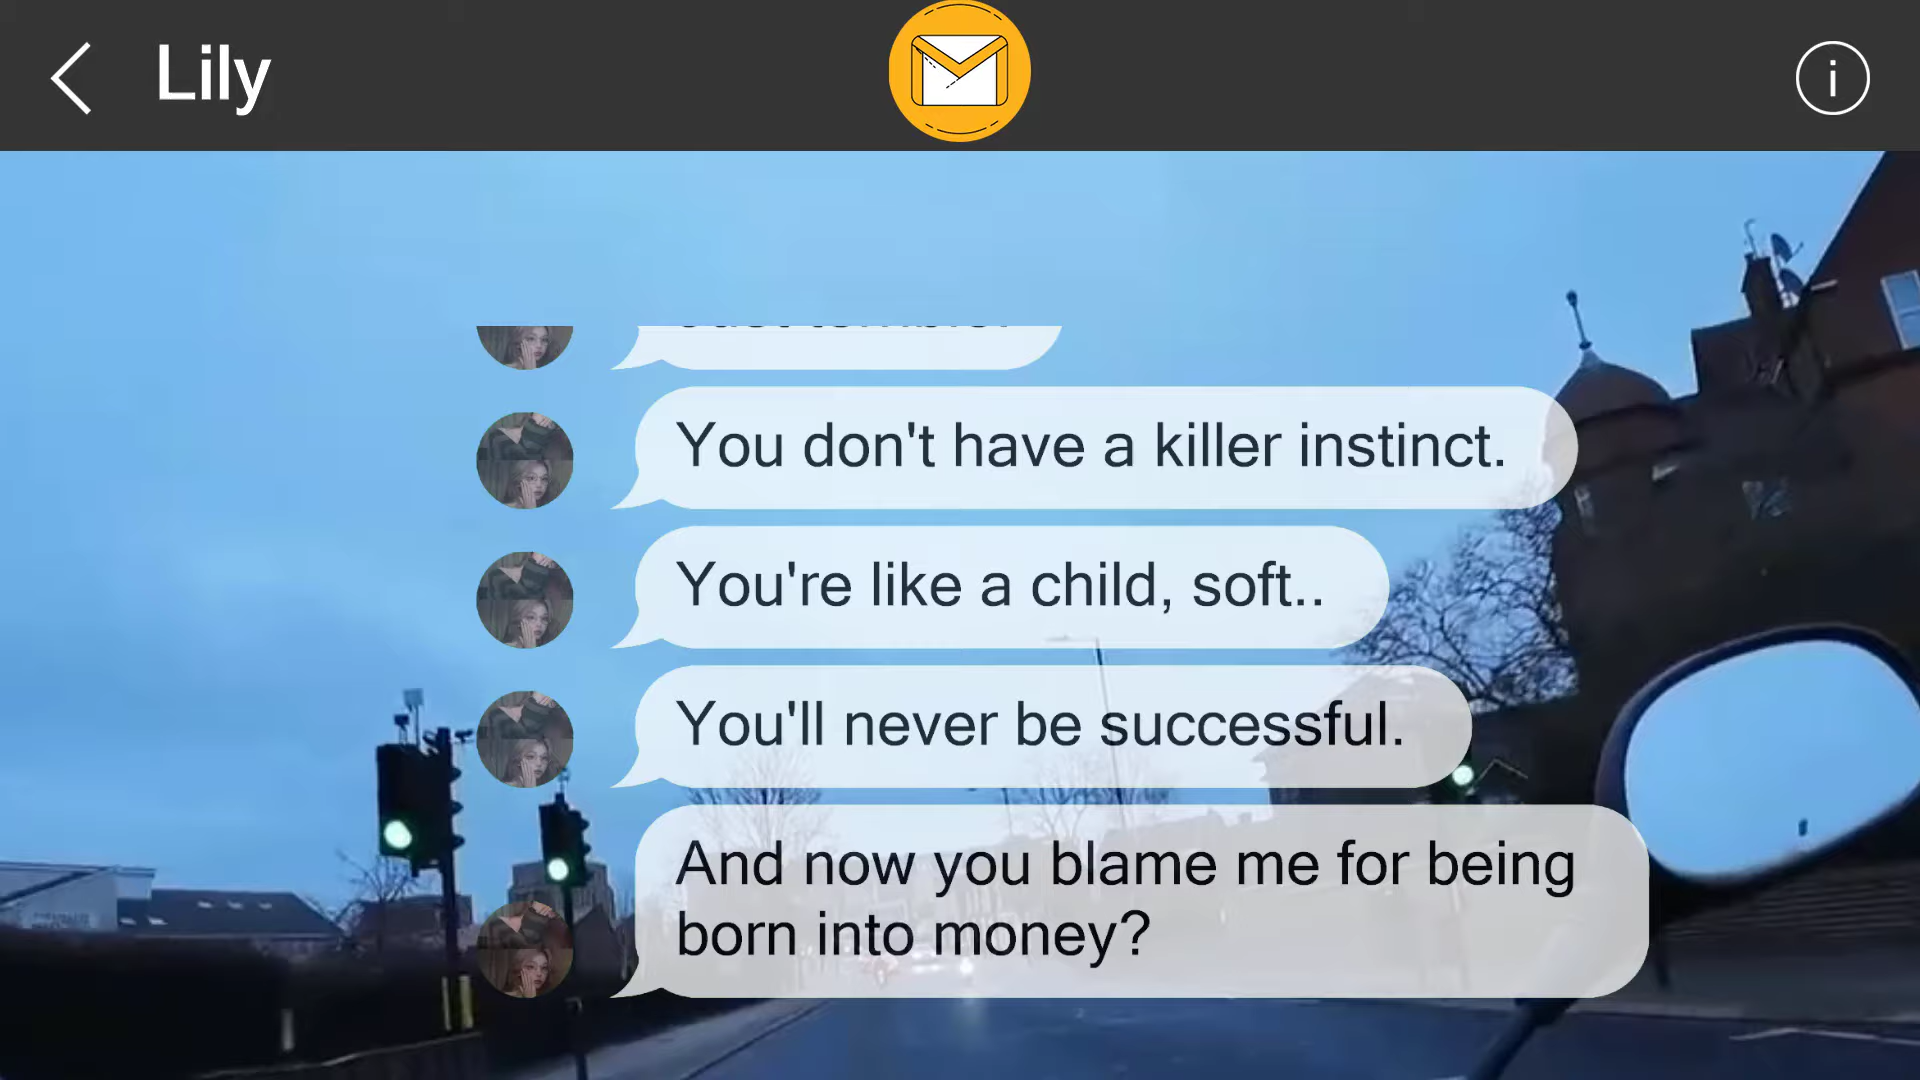 Lily
You don't have a killer instinct.
You're like a child, soft..
You'll never be successful.
And now you blame me for being
born into money?